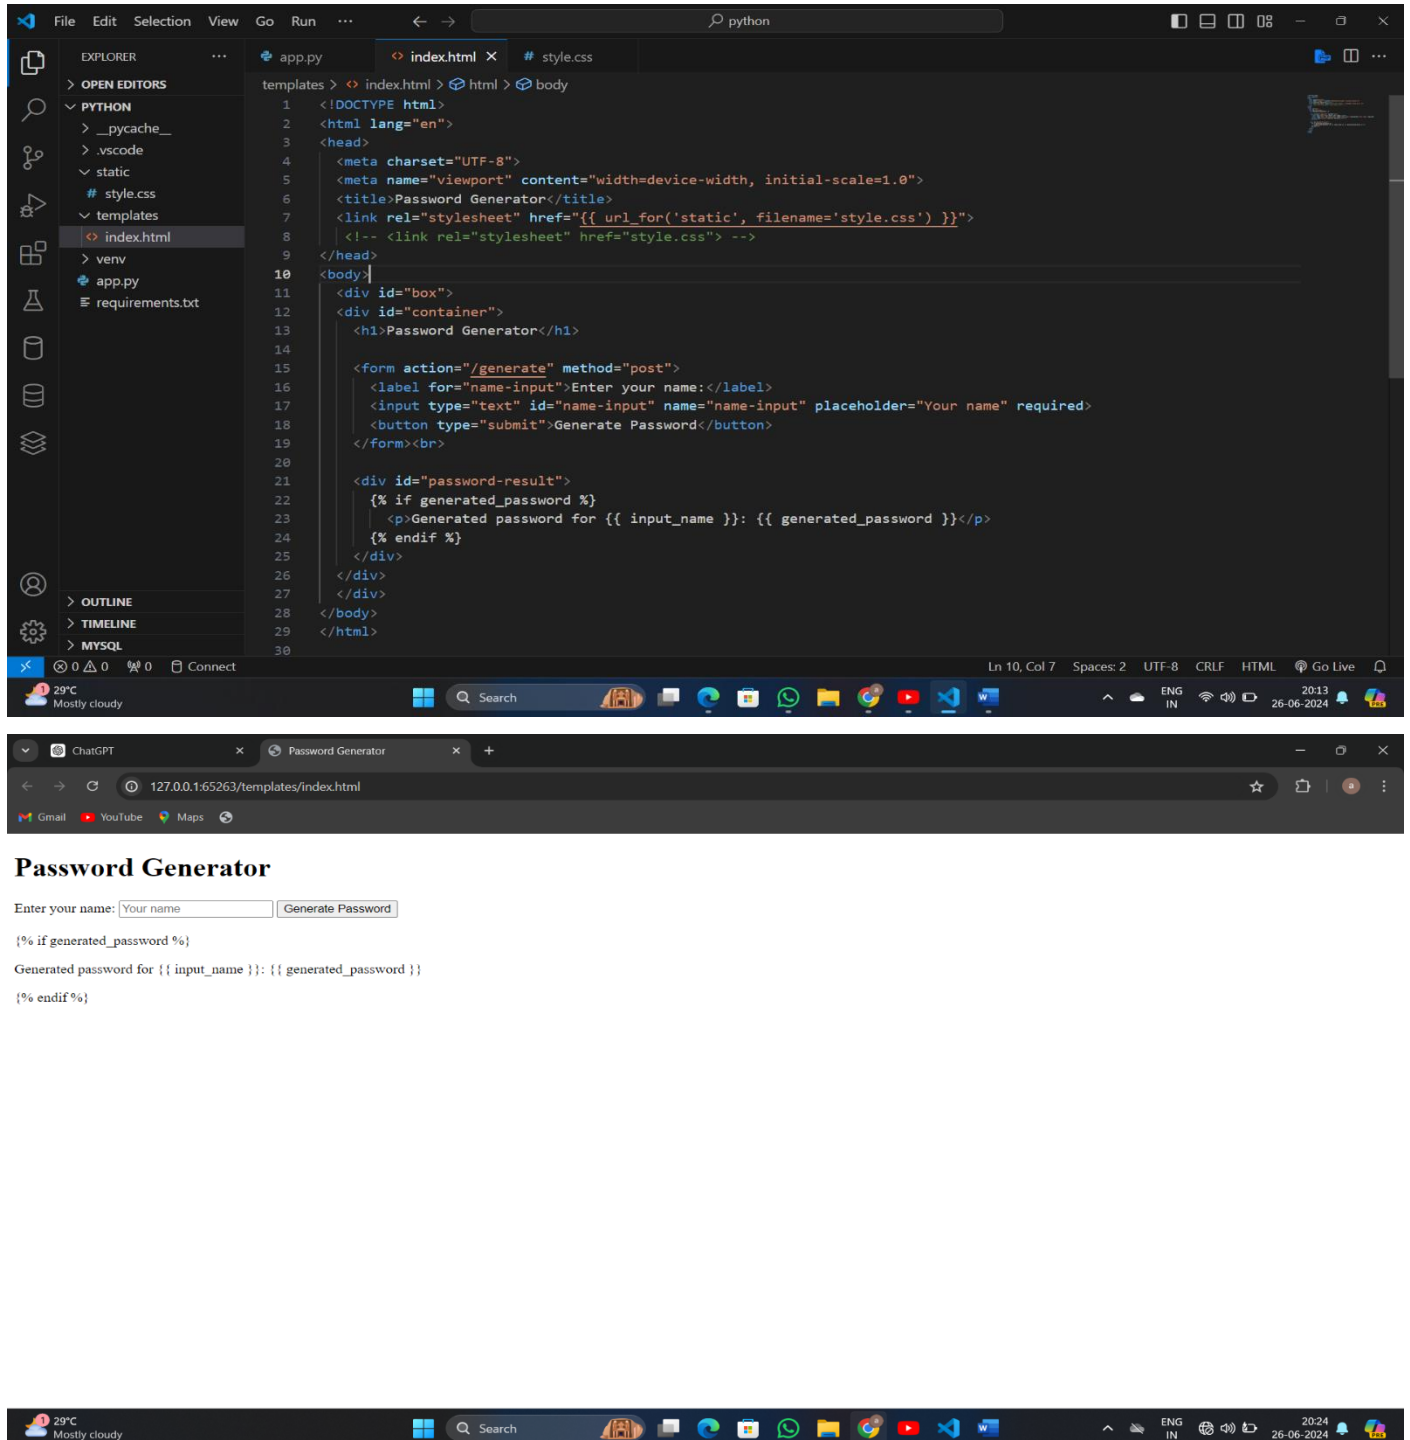 File Edit Selection View Go Run ··· python
EXPLORER ··· app.py index.html style.css
OPEN EDITORS
PYTHON
__pycache__
.vscode
static
# style.css
templates
index.html
venv
app.py
requirements.txt
OUTLINE
TIMELINE
MYSQL
templates > index.html > html > body
1 <!DOCTYPE html>
2 <html lang="en">
3 <head>
4 <meta charset="UTF-8">
5 <meta name="viewport" content="width=device-width, initial-scale=1.0">
6 <title>Password Generator</title>
7 <link rel="stylesheet" href="{{ url_for('static', filename='style.css') }}">
8 <!-- <link rel="stylesheet" href="style.css"> -->
9 </head>
10 <body>
11 <div id="box">
12 <div id="container">
13 <h1>Password Generator</h1>
14
15 <form action="/generate" method="post">
16 <label for="name-input">Enter your name:</label>
17 <input type="text" id="name-input" name="name-input" placeholder="Your name" required>
18 <button type="submit">Generate Password</button>
19 </form><br>
20
21 <div id="password-result">
22 {% if generated_password %}
23 <p>Generated password for {{ input_name }}: {{ generated_password }}</p>
24 {% endif %}
25 </div>
26 </div>
27 </div>
28 </body>
29 </html>
30
0 0 0 Connect Ln 10, Col 7 Spaces: 2 UTF-8 CRLF HTML Go Live
1 29°C Search ENG 20:13
Mostly cloudy IN 26-06-2024
ChatGPT Password Generator
127.0.0.1:65263/templates/index.html
Gmail YouTube Maps
Password Generator
Enter your name: Your name Generate Password
{% if generated_password %}
Generated password for {{ input_name }}: {{ generated_password }}
{% endif %}
1 29°C Search ENG 20:24
Mostly cloudy IN 26-06-2024